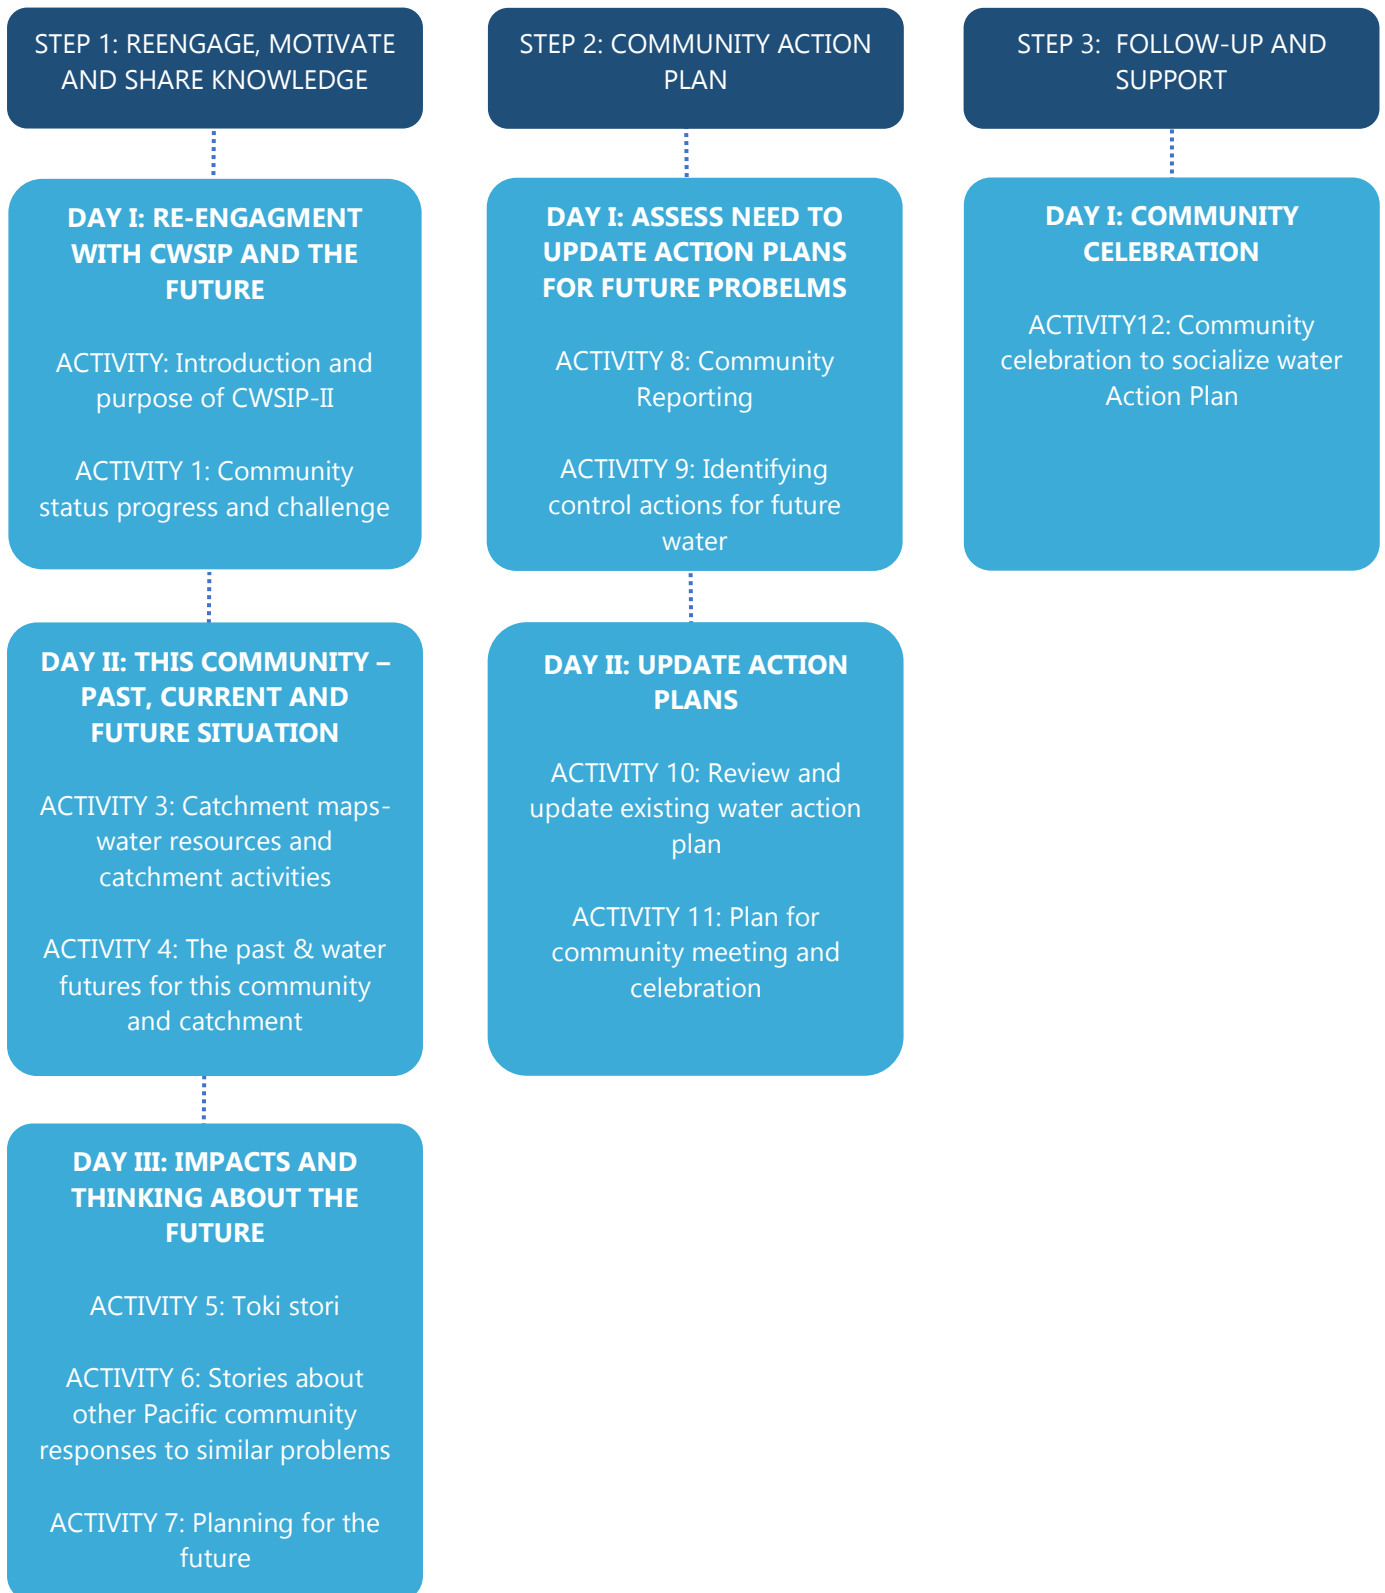 STEP 1: REENGAGE, MOTIVATE
AND SHARE KNOWLEDGE
DAY I: RE-ENGAGMENT
WITH CWSIP AND THE
FUTURE
ACTIVITY: Introduction and
purpose of CWSIP-II
ACTIVITY 1: Community
status progress and challenge
DAY II: THIS COMMUNITY –
PAST, CURRENT AND
FUTURE SITUATION
ACTIVITY 3: Catchment maps-
water resources and
catchment activities
ACTIVITY 4: The past & water
futures for this community
and catchment
DAY III: IMPACTS AND
THINKING ABOUT THE
FUTURE
ACTIVITY 5: Toki stori
ACTIVITY 6: Stories about
other Pacific community
responses to similar problems
ACTIVITY 7: Planning for the
future
STEP 2: COMMUNITY ACTION
PLAN
DAY I: ASSESS NEED TO
UPDATE ACTION PLANS
FOR FUTURE PROBELMS
ACTIVITY 8: Community
Reporting
ACTIVITY 9: Identifying
control actions for future
water
DAY II: UPDATE ACTION
PLANS
ACTIVITY 10: Review and
update existing water action
plan
ACTIVITY 11: Plan for
community meeting and
celebration
STEP 3:  FOLLOW-UP AND
SUPPORT
DAY I: COMMUNITY
CELEBRATION
ACTIVITY12: Community
celebration to socialize water
Action Plan